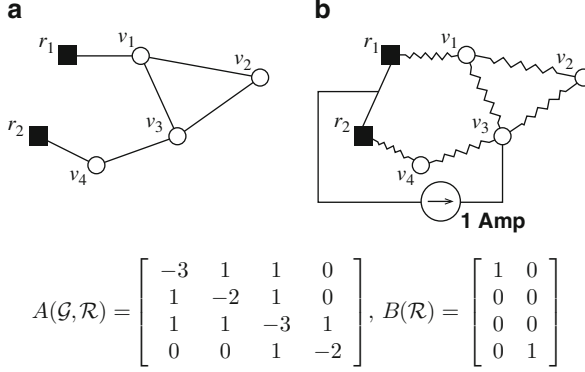 a
b
r1
v1
v2
r2
v3
v4
r1
v1
v2
r2
v3
v4
1 Amp
A(𝒢,ℛ) = [ −3 1 1 0 ; 1 −2 1 0 ; 1 1 −3 1 ; 0 0 1 −2 ], B(ℛ) = [ 1 0 ; 0 0 ; 0 0 ; 0 1 ]